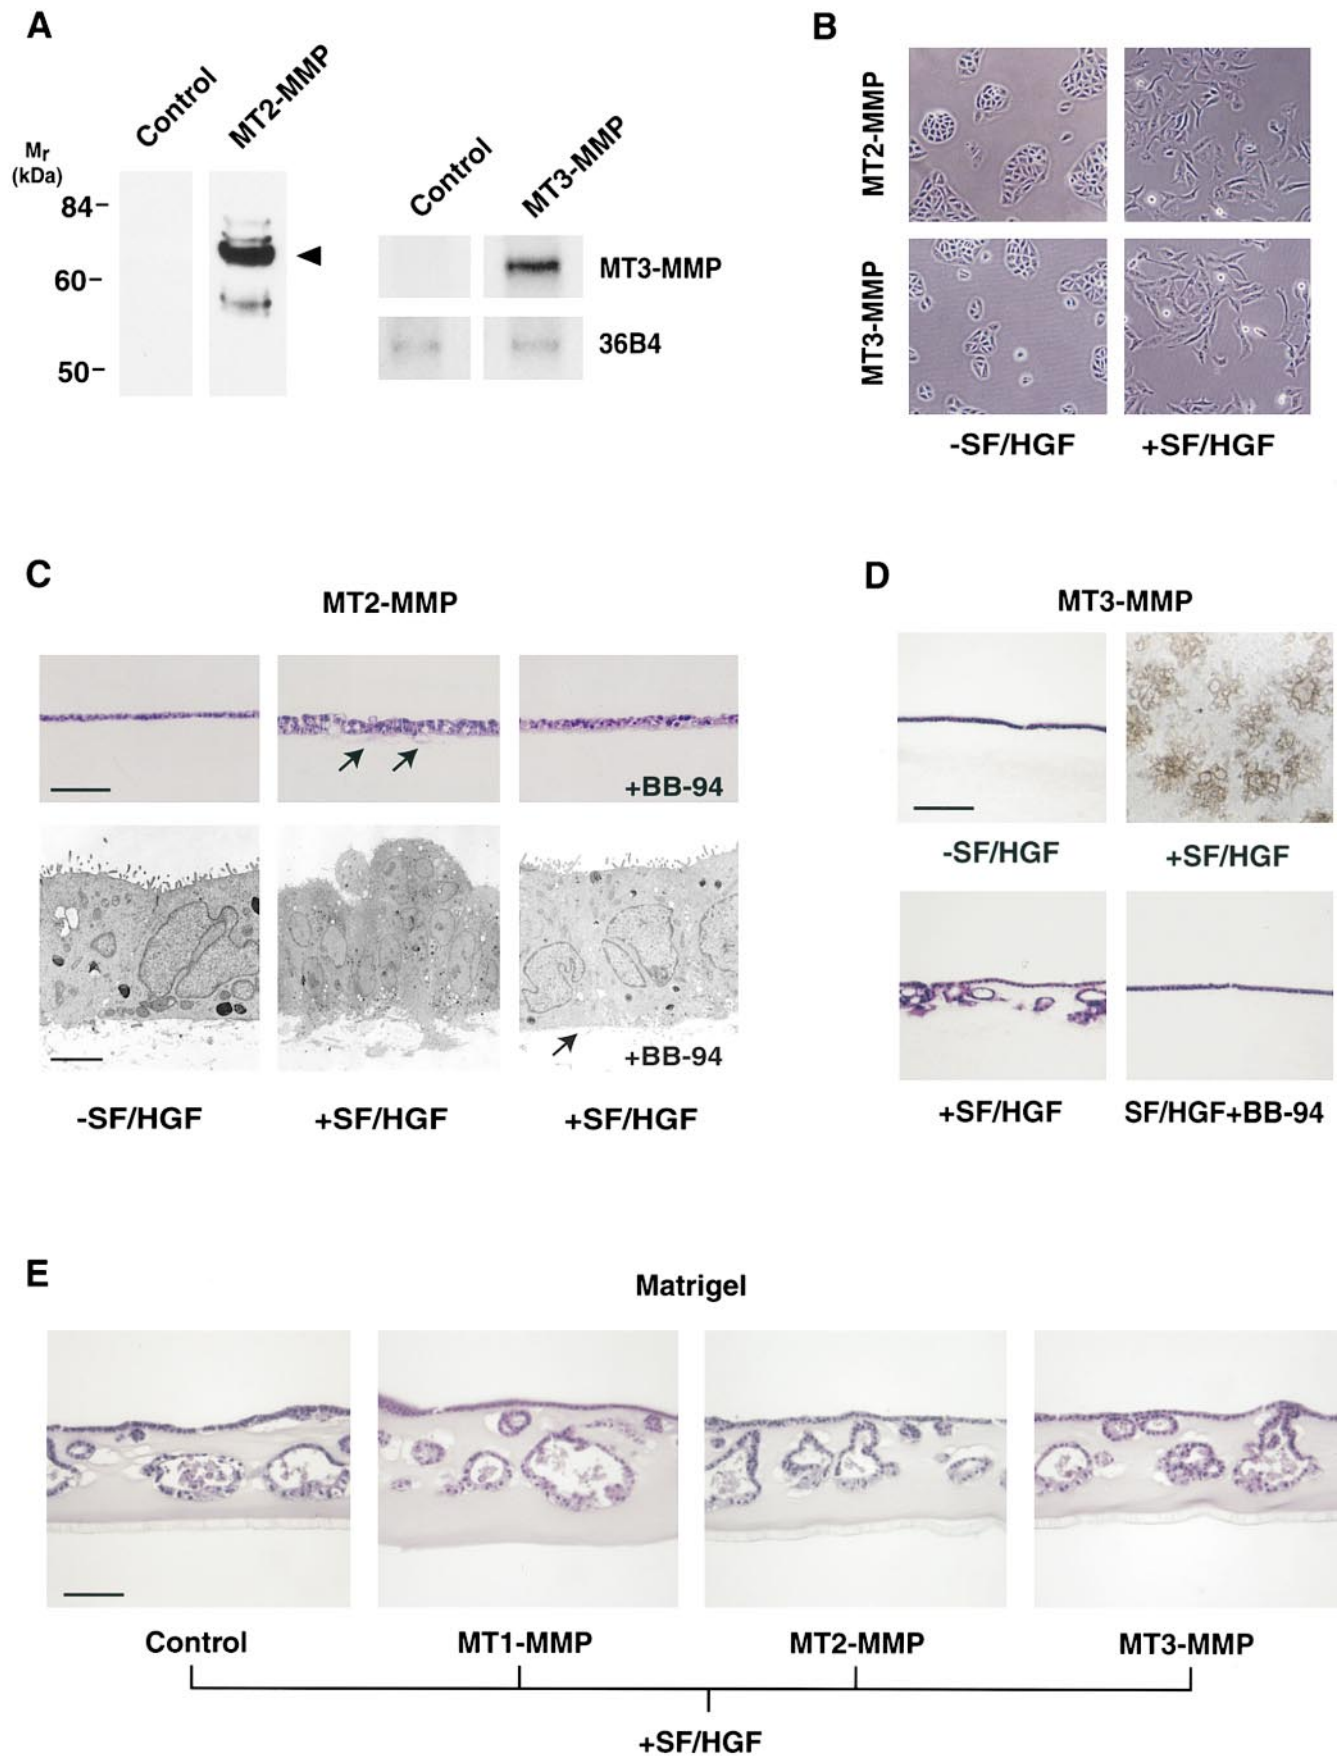 A
Control
MT2-MMP
Mr
(kDa)
84
60
50
Control
MT3-MMP
MT3-MMP
36B4
B
MT2-MMP
MT3-MMP
-SF/HGF
+SF/HGF
C
MT2-MMP
+BB-94
+BB-94
-SF/HGF
+SF/HGF
+SF/HGF
D
MT3-MMP
-SF/HGF
+SF/HGF
+SF/HGF
SF/HGF+BB-94
E
Matrigel
Control
MT1-MMP
MT2-MMP
MT3-MMP
+SF/HGF